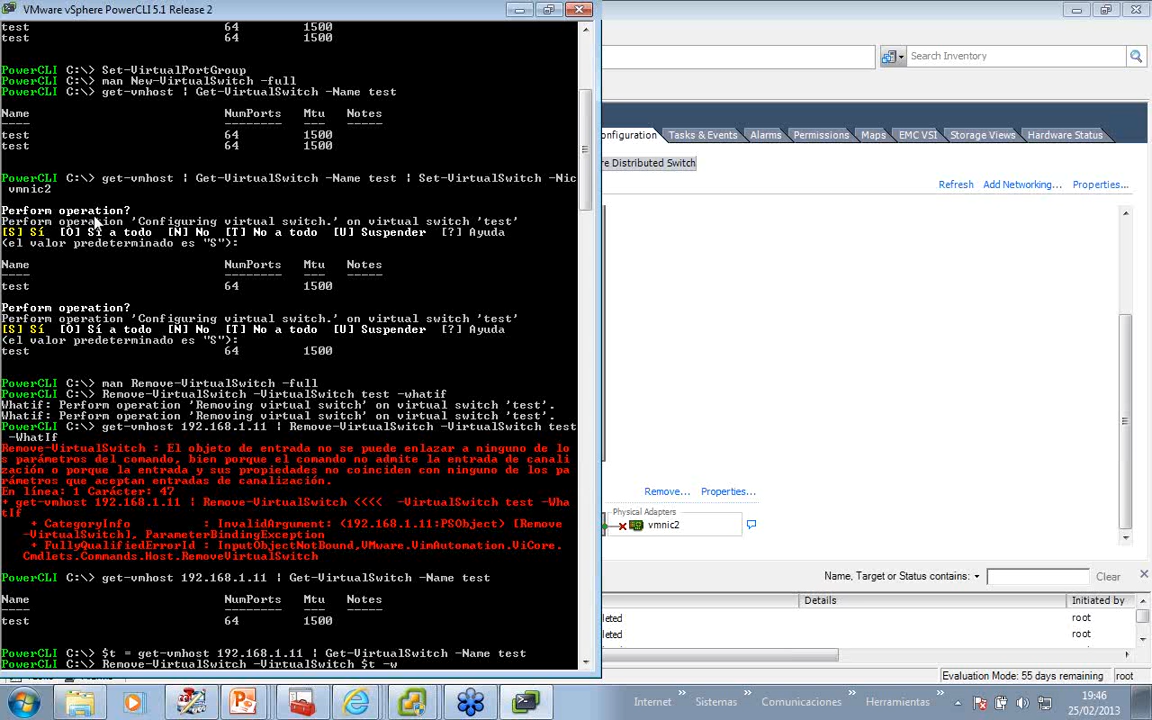 VMware vSphere PowerCLI 5.1 Release 2
test 64 1500
test 64 1500
PowerCLI C:\> Set-VirtualPortGroup
PowerCLI C:\> man New-VirtualSwitch -full
PowerCLI C:\> get-vmhost | Get-VirtualSwitch -Name test
Name NumPorts Mtu Notes
---- -------- --- -----
test 64 1500
test 64 1500
PowerCLI C:\> get-vmhost | Get-VirtualSwitch -Name test | Set-VirtualSwitch -Nic
vmnic2
Perform operation?
Perform operation 'Configuring virtual switch.' on virtual switch 'test'
[S] Sí [O] Sí a todo [N] No [T] No a todo [U] Suspender [?] Ayuda
(el valor predeterminado es "S"):
Name NumPorts Mtu Notes
---- -------- --- -----
test 64 1500
Perform operation?
Perform operation 'Configuring virtual switch.' on virtual switch 'test'
[S] Sí [O] Sí a todo [N] No [T] No a todo [U] Suspender [?] Ayuda
(el valor predeterminado es "S"):
test 64 1500
PowerCLI C:\> man Remove-VirtualSwitch -full
PowerCLI C:\> Remove-VirtualSwitch -VirtualSwitch test -whatif
Whatif: Perform operation 'Removing virtual switch' on virtual switch 'test'.
Whatif: Perform operation 'Removing virtual switch' on virtual switch 'test'.
PowerCLI C:\> get-vmhost 192.168.1.11 | Remove-VirtualSwitch -VirtualSwitch test
-WhatIf
Remove-VirtualSwitch : El objeto de entrada no se puede enlazar a ninguno de lo
s parámetros del comando, bien porque el comando no admite la entrada de canali
zación o porque la entrada y sus propiedades no coinciden con ninguno de los pa
rámetros que aceptan entradas de canalización.
En línea: 1 Carácter: 47
+ get-vmhost 192.168.1.11 | Remove-VirtualSwitch <<<< -VirtualSwitch test -Wha
tIf
+ CategoryInfo : InvalidArgument: (192.168.1.11:PSObject) [Remove
-VirtualSwitch], ParameterBindingException
+ FullyQualifiedErrorId : InputObjectNotBound,VMware.VimAutomation.ViCore.
Cmdlets.Commands.Host.RemoveVirtualSwitch
PowerCLI C:\> get-vmhost 192.168.1.11 | Get-VirtualSwitch -Name test
Name NumPorts Mtu Notes
---- -------- --- -----
test 64 1500
PowerCLI C:\> $t = get-vmhost 192.168.1.11 | Get-VirtualSwitch -Name test
PowerCLI C:\> Remove-VirtualSwitch -VirtualSwitch $t -w
Search Inventory
onfiguration Tasks & Events Alarms Permissions Maps EMC VSI Storage Views Hardware Status
re Distributed Switch
Refresh Add Networking... Properties...
Remove... Properties...
Physical Adapters
vmnic2
Name, Target or Status contains: Clear
Details Initiated by
leted root
leted root
Evaluation Mode: 55 days remaining root
Internet Sistemas Comunicaciones Herramientas
19:46
25/02/2013